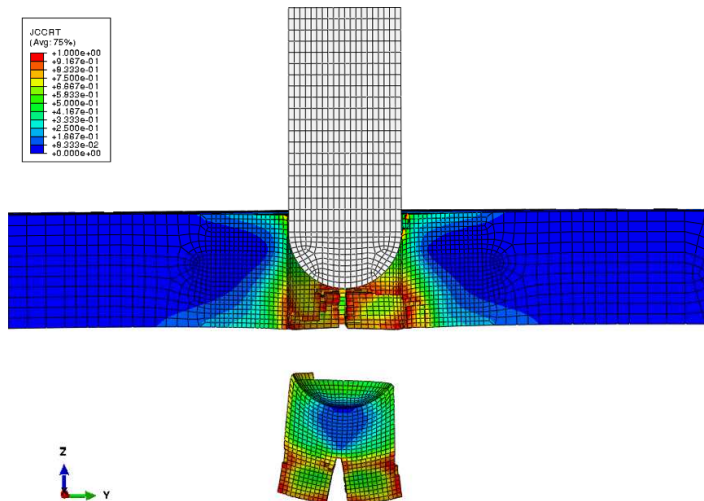 JCCRT
(Avg: 75%)
+1.000e+00
+9.167e-01
+8.333e-01
+7.500e-01
+6.667e-01
+5.833e-01
+5.000e-01
+4.167e-01
+3.333e-01
+2.500e-01
+1.667e-01
+8.333e-02
+0.000e+00
Z
Y